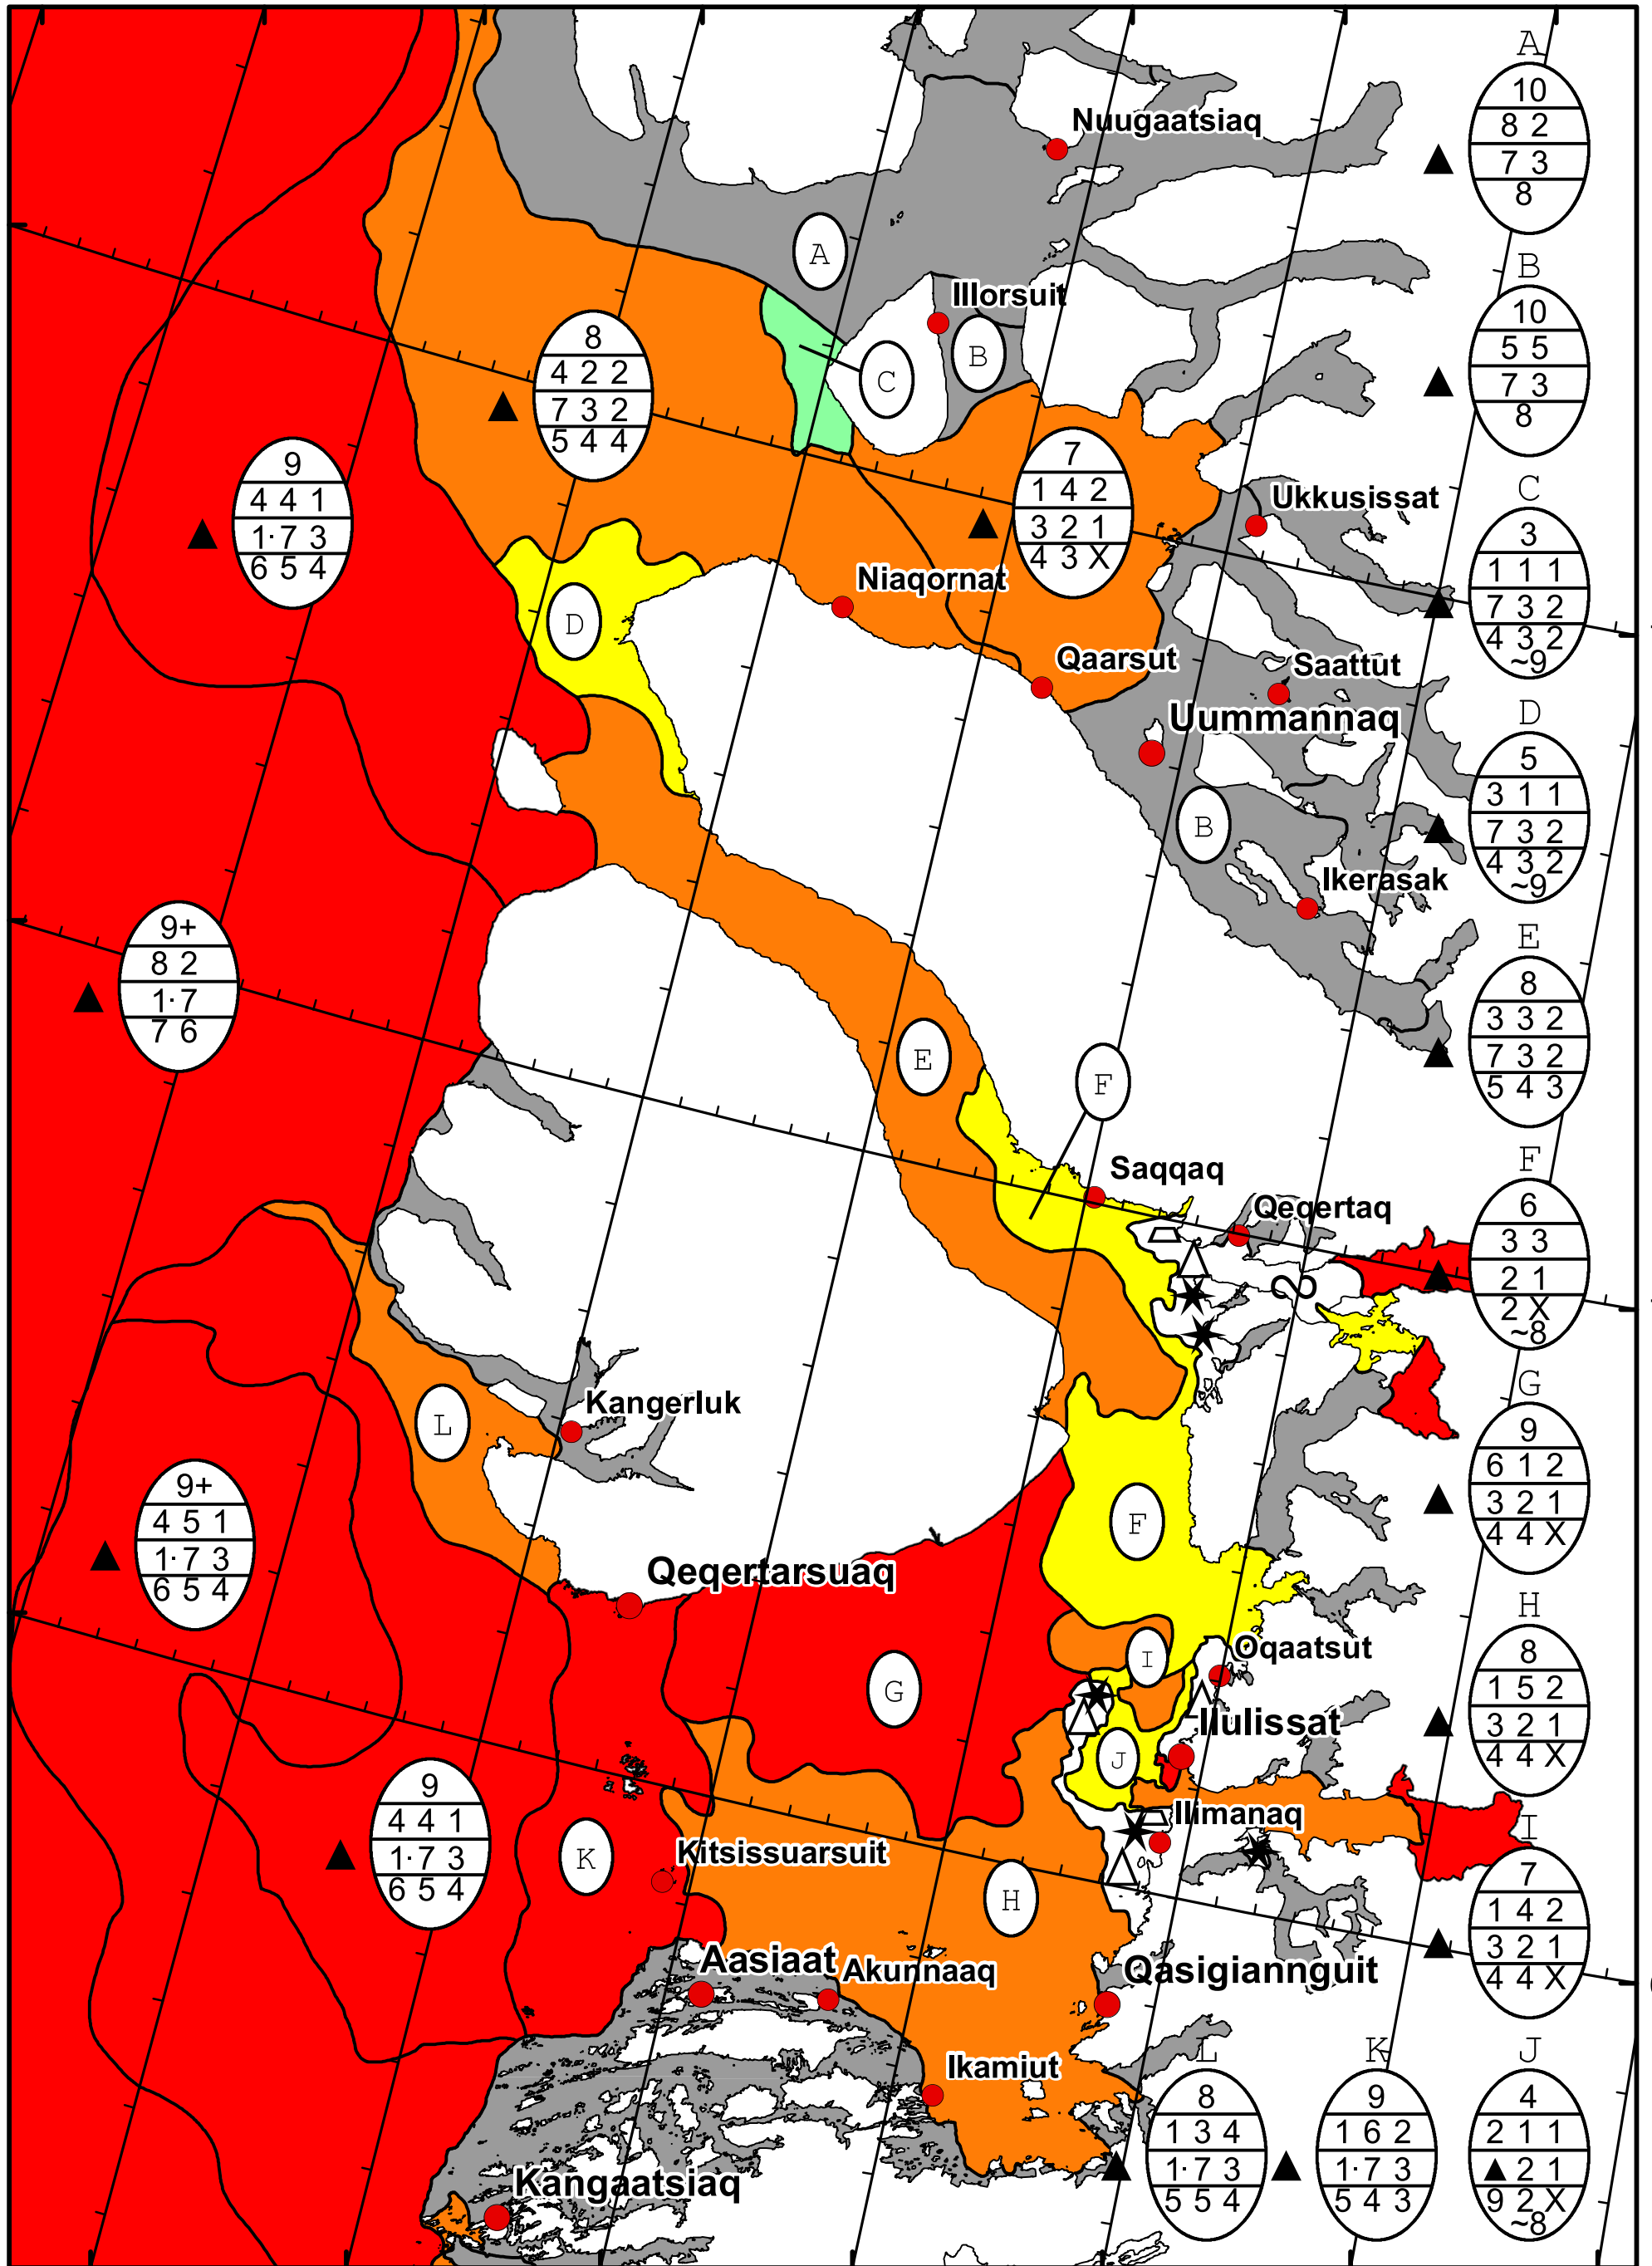 A
10
8 2
7 3
8
Nuugaatsiaq
A
B
10
5 5
7 3
8
Illorsuit
B
C
8
4 2 2
7 3 2
5 4 4
7
1 4 2
3 2 1
4 3 X
9
4 4 1
1· 7 3
6 5 4
C
3
1 1 1
7 3 2
4 3 2
~9
Ukkusissat
Niaqornat
D
Qaarsut
Saattut
Uummannaq
D
5
3 1 1
7 3 2
4 3 2
~9
B
Ikerasak
9+
8 2
1· 7
7 6
E
8
3 3 2
7 3 2
5 4 3
E
F
Saqqaq
Qeqertaq
F
6
3 3
2 1
2 X
~8
Kangerluk
L
G
9
6 1 2
3 2 1
4 4 X
9+
4 5 1
1· 7 3
6 5 4
F
Qeqertarsuaq
Oqaatsut
I
G
H
8
1 5 2
3 2 1
4 4 X
Ilulissat
J
9
4 4 1
1· 7 3
6 5 4
Ilimanaq
K
Kitsissuarsuit
H
I
7
1 4 2
3 2 1
4 4 X
Aasiaat
Akunnaaq
Qasigiannguit
Ikamiut
L
8
1 3 4
1· 7 3
5 5 4
K
9
1 6 2
1· 7 3
5 4 3
J
4
2 1 1
▲ 2 1
9 2 X
~8
Kangaatsiaq